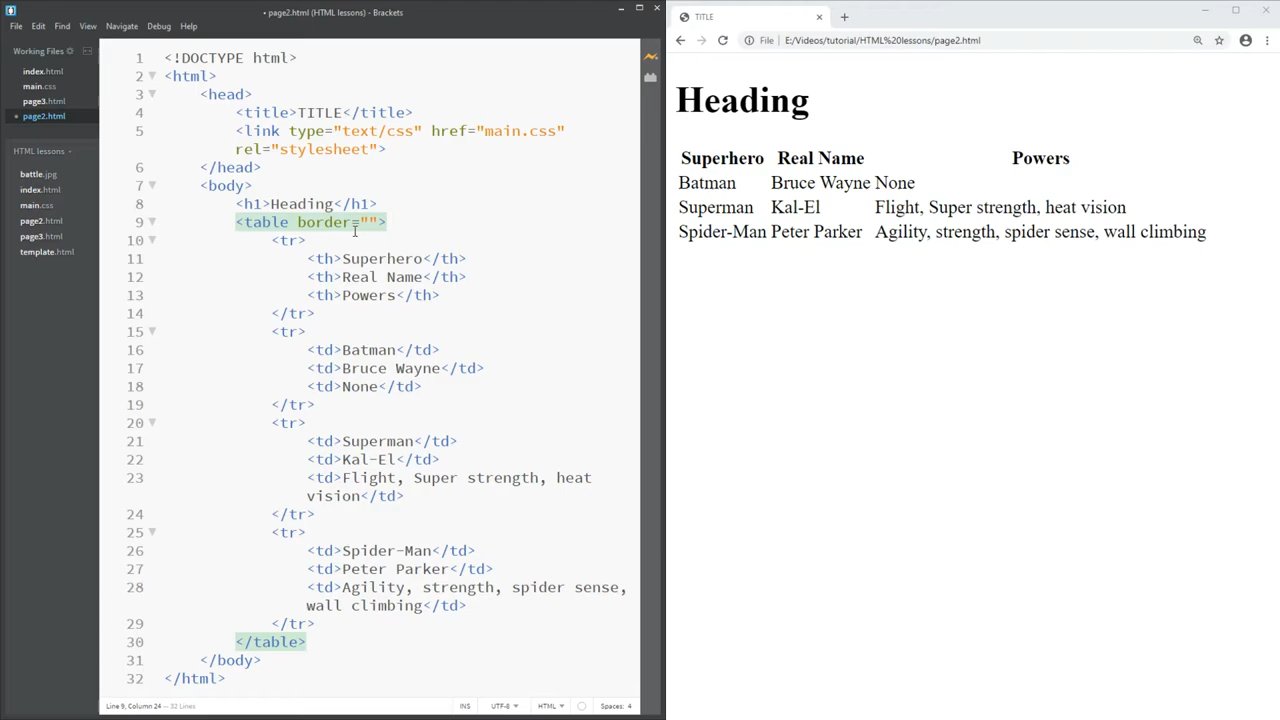 • page2.html (HTML lessons) - Brackets
File Edit Find View Navigate Debug Help
Working Files
index.html
main.css
page3.html
• page2.html
HTML lessons
battle.jpg
index.html
main.css
page2.html
page3.html
template.html
1 <!DOCTYPE html>
2 <html>
3 <head>
4 <title>TITLE</title>
5 <link type="text/css" href="main.css"
rel="stylesheet">
6 </head>
7 <body>
8 <h1>Heading</h1>
9 <table border="">
10 <tr>
11 <th>Superhero</th>
12 <th>Real Name</th>
13 <th>Powers</th>
14 </tr>
15 <tr>
16 <td>Batman</td>
17 <td>Bruce Wayne</td>
18 <td>None</td>
19 </tr>
20 <tr>
21 <td>Superman</td>
22 <td>Kal-El</td>
23 <td>Flight, Super strength, heat
vision</td>
24 </tr>
25 <tr>
26 <td>Spider-Man</td>
27 <td>Peter Parker</td>
28 <td>Agility, strength, spider sense,
wall climbing</td>
29 </tr>
30 </table>
31 </body>
32 </html>
Line 9, Column 24 — 32 Lines
INS UTF-8 HTML Spaces: 4
TITLE
File E:/Videos/tutorial/HTML%20lessons/page2.html
Heading
Superhero Real Name Powers
Batman Bruce Wayne None
Superman Kal-El Flight, Super strength, heat vision
Spider-Man Peter Parker Agility, strength, spider sense, wall climbing